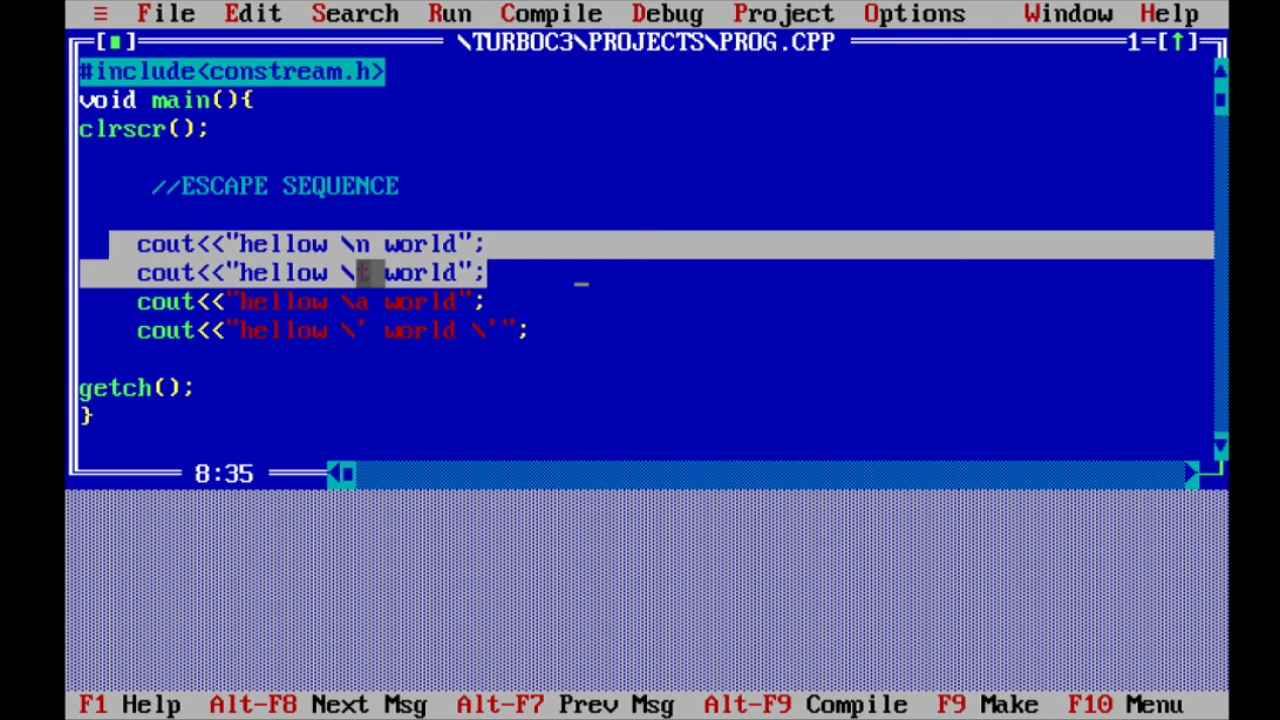 ≡ File Edit Search Run Compile Debug Project Options Window Help
[■] \TURBOC3\PROJECTS\PROG.CPP 1=[↑]
#include<constream.h>
void main(){
clrscr();
//ESCAPE SEQUENCE
cout<<"hellow \n world";
cout<<"hellow \t world";
cout<<"hellow \a world";
cout<<"hellow \' world \'";
getch();
}
8:35
F1 Help Alt-F8 Next Msg Alt-F7 Prev Msg Alt-F9 Compile F9 Make F10 Menu